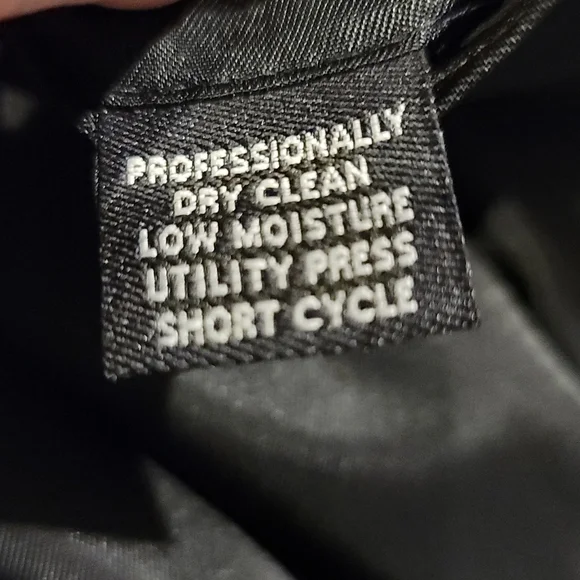 PROFESSIONALLY
DRY CLEAN
LOW MOISTURE
UTILITY PRESS
SHORT CYCLE